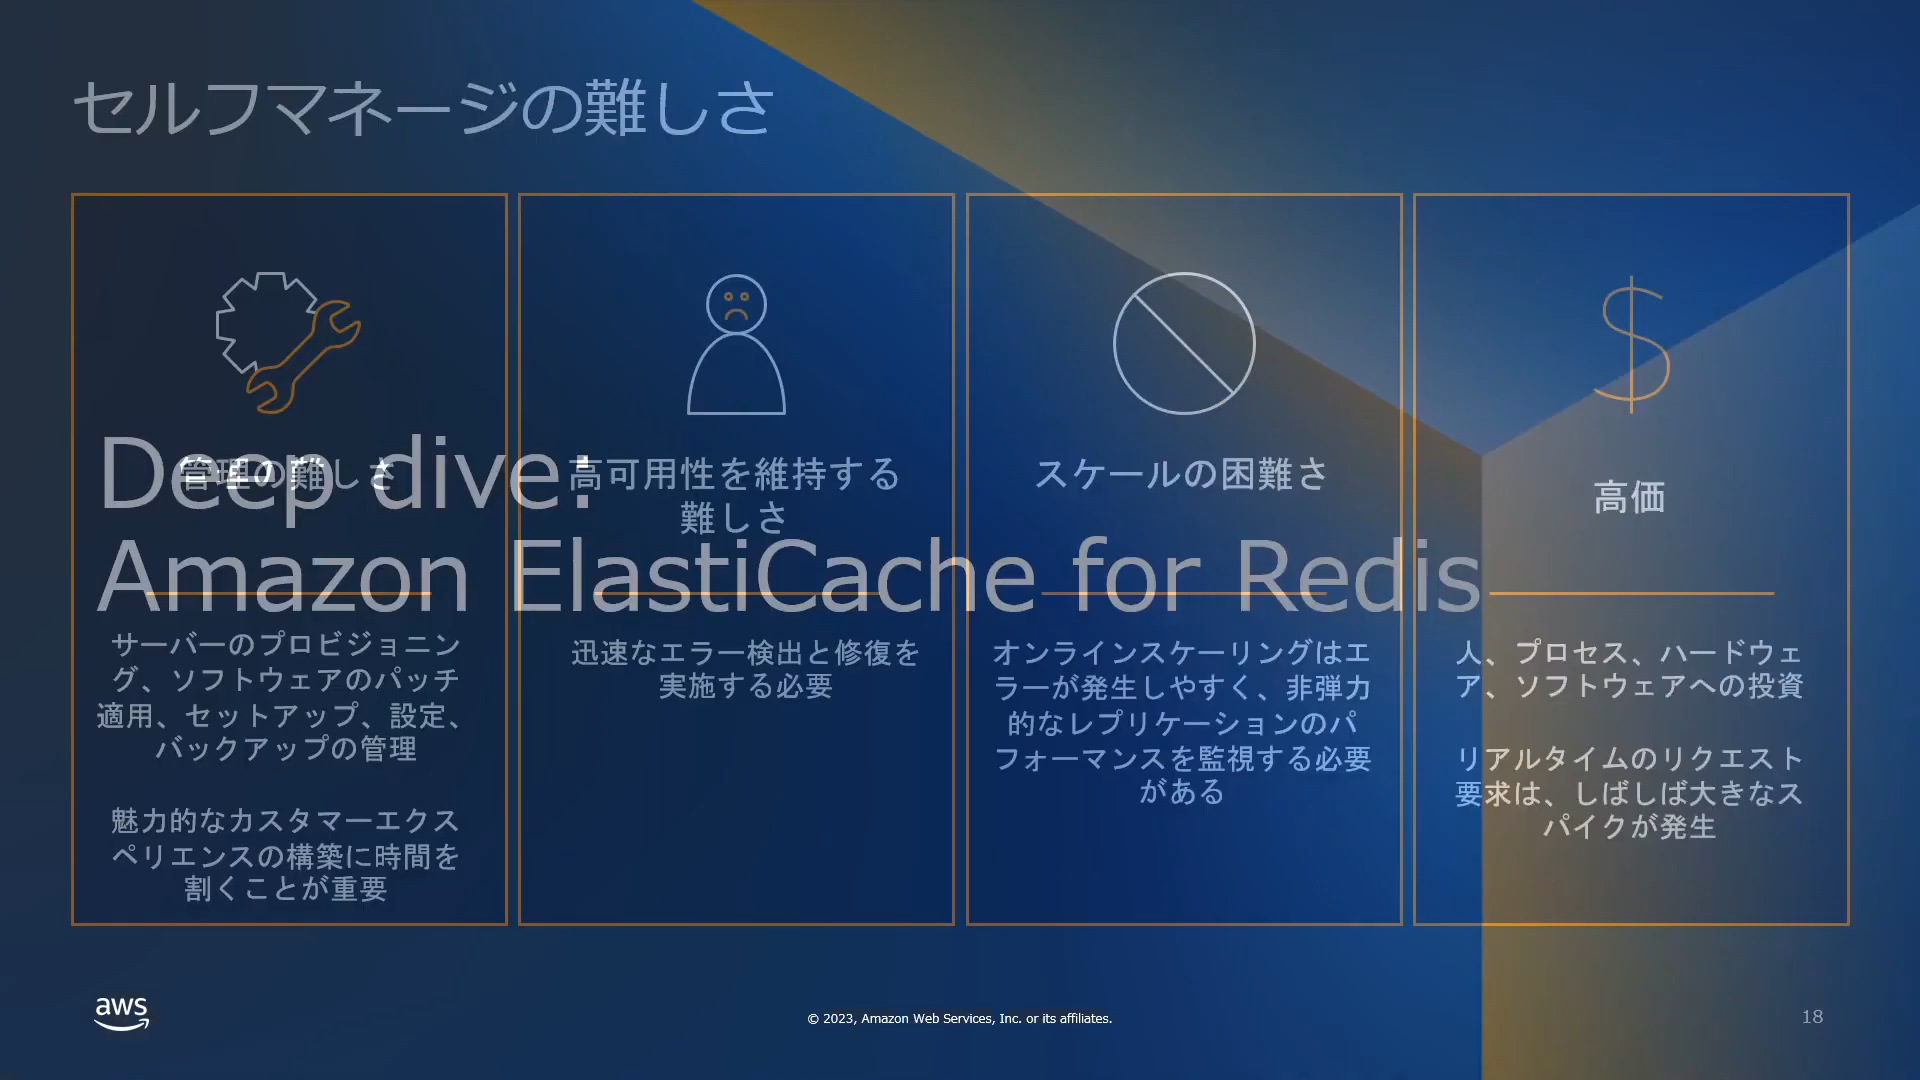 セルフマネージの難しさ
管理の難しさ
高可用性を維持する
難しさ
スケールの困難さ
高価
Deep dive:
Amazon ElastiCache for Redis
サーバーのプロビジョニン
グ、ソフトウェアのパッチ
適用、セットアップ、設定、
バックアップの管理
魅力的なカスタマーエクス
ペリエンスの構築に時間を
割くことが重要
迅速なエラー検出と修復を
実施する必要
オンラインスケーリングはエ
ラーが発生しやすく、非弾力
的なレプリケーションのパ
フォーマンスを監視する必要
がある
人、プロセス、ハードウェ
ア、ソフトウェアへの投資
リアルタイムのリクエスト
要求は、しばしば大きなス
パイクが発生
aws
© 2023, Amazon Web Services, Inc. or its affiliates.
18